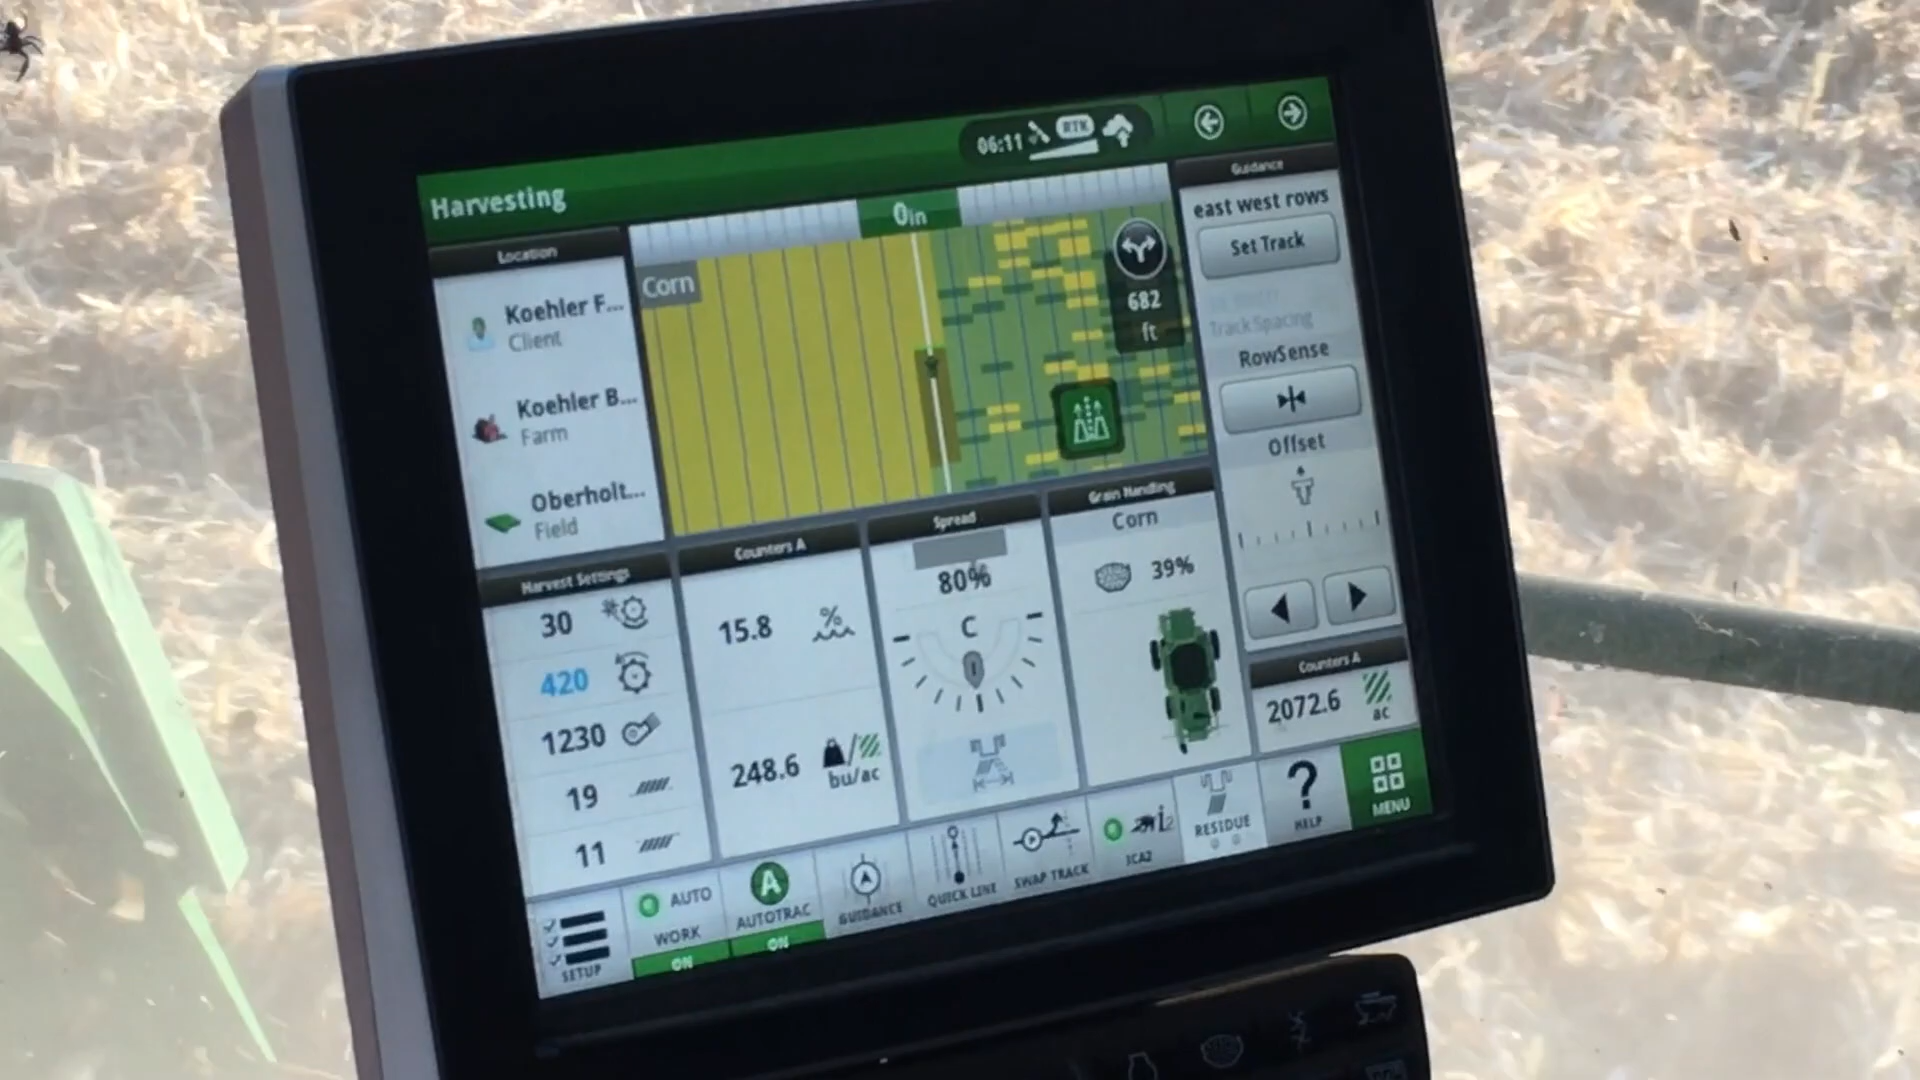 Harvesting
06:11
RTK
Location
Koehler F...
Client
Koehler B...
Farm
Oberholt...
Field
0in
Corn
682
ft
Guidance
east west rows
Set Track
Track Spacing
RowSense
Offset
Harvest Settings
30
420
1230
19
11
Counters A
15.8
%
248.6
bu/ac
Spread
80%
C
Grain Handling
Corn
39%
Counters A
2072.6
ac
SETUP
AUTO
WORK
ON
A
AUTOTRAC
ON
GUIDANCE
QUICK LINE
SWAP TRACK
ICA2
RESIDUE
?
HELP
MENU